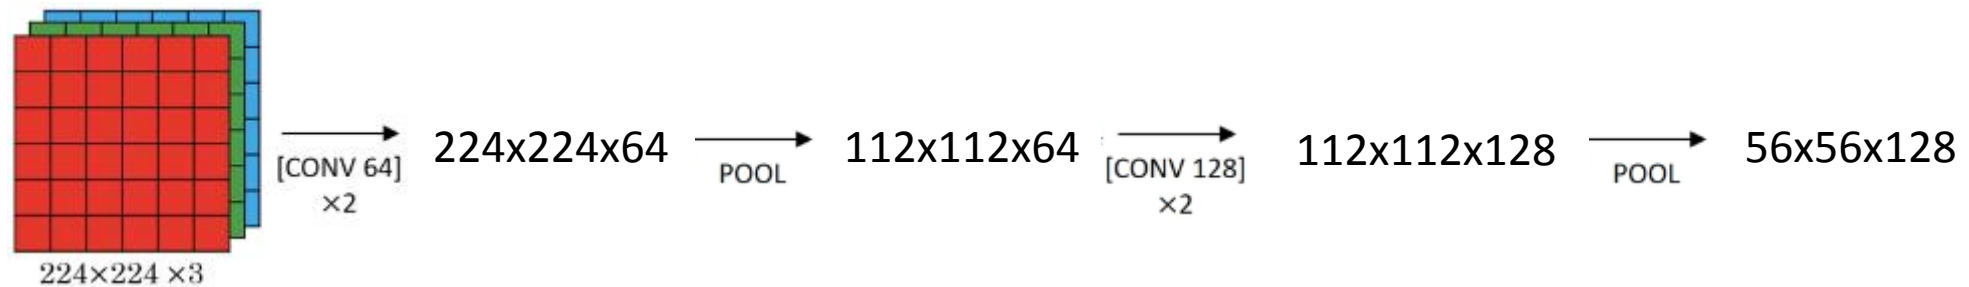 224×224 ×3
[CONV 64]
×2
224x224x64
POOL
112x112x64
[CONV 128]
×2
112x112x128
POOL
56x56x128